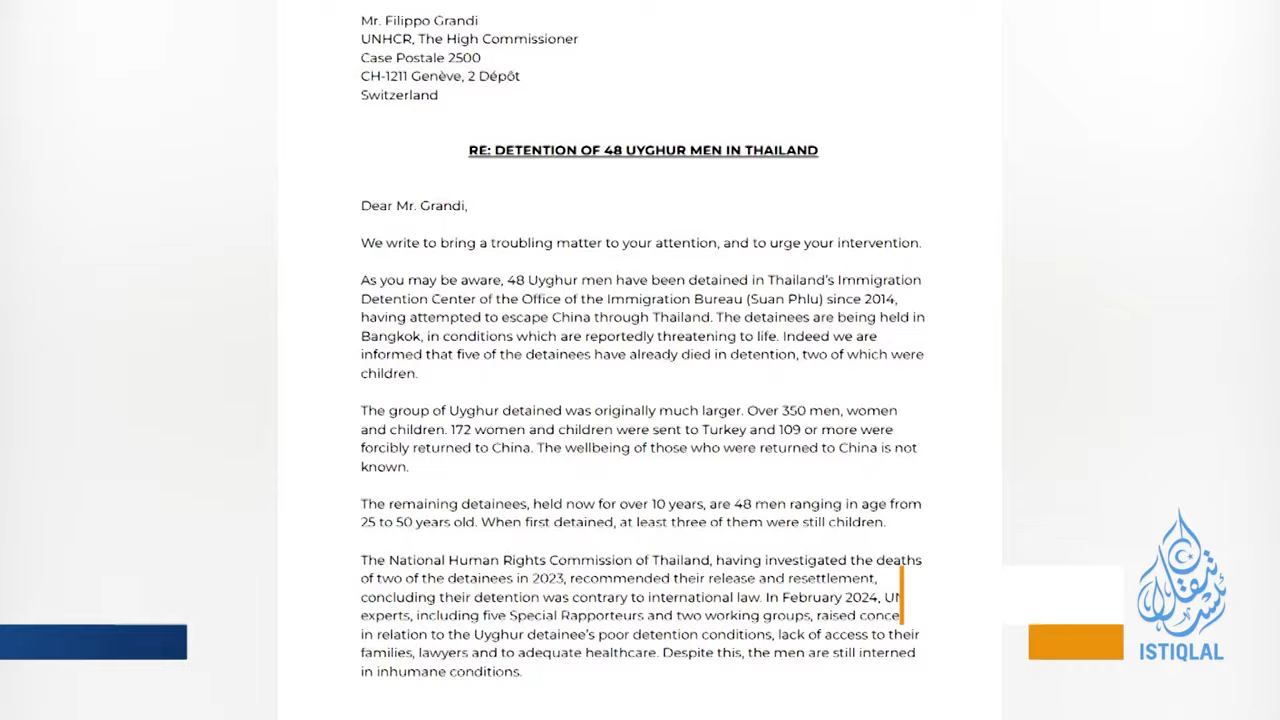 Mr. Filippo Grandi
UNHCR, The High Commissioner
Case Postale 2500
CH-1211 Genève, 2 Dépôt
Switzerland
RE: DETENTION OF 48 UYGHUR MEN IN THAILAND
Dear Mr. Grandi,
We write to bring a troubling matter to your attention, and to urge your intervention.
As you may be aware, 48 Uyghur men have been detained in Thailand's Immigration
Detention Center of the Office of the Immigration Bureau (Suan Phlu) since 2014,
having attempted to escape China through Thailand. The detainees are being held in
Bangkok, in conditions which are reportedly threatening to life. Indeed we are
informed that five of the detainees have already died in detention, two of which were
children.
The group of Uyghur detained was originally much larger. Over 350 men, women
and children. 172 women and children were sent to Turkey and 109 or more were
forcibly returned to China. The wellbeing of those who were returned to China is not
known.
The remaining detainees, held now for over 10 years, are 48 men ranging in age from
25 to 50 years old. When first detained, at least three of them were still children.
The National Human Rights Commission of Thailand, having investigated the deaths
of two of the detainees in 2023, recommended their release and resettlement,
concluding their detention was contrary to international law. In February 2024, UN
experts, including five Special Rapporteurs and two working groups, raised conce
in relation to the Uyghur detainee's poor detention conditions, lack of access to their
families, lawyers and to adequate healthcare. Despite this, the men are still interned
in inhumane conditions.
ISTIQLAL